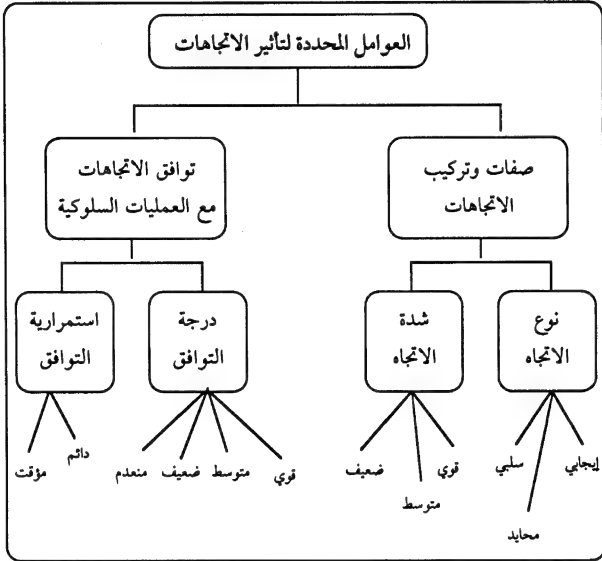 العوامل المحددة لتأثير الاتجاهات
صفات وتركيب
الاتجاهات
توافق الاتجاهات
مع العمليات السلوكية
نوع
الاتجاه
شدة
الاتجاه
درجة
التوافق
استمرارية
التوافق
إيجابي
سلبي
محايد
قوي
متوسط
ضعيف
قوي
متوسط
ضعيف
منعدم
دائم
مؤقت